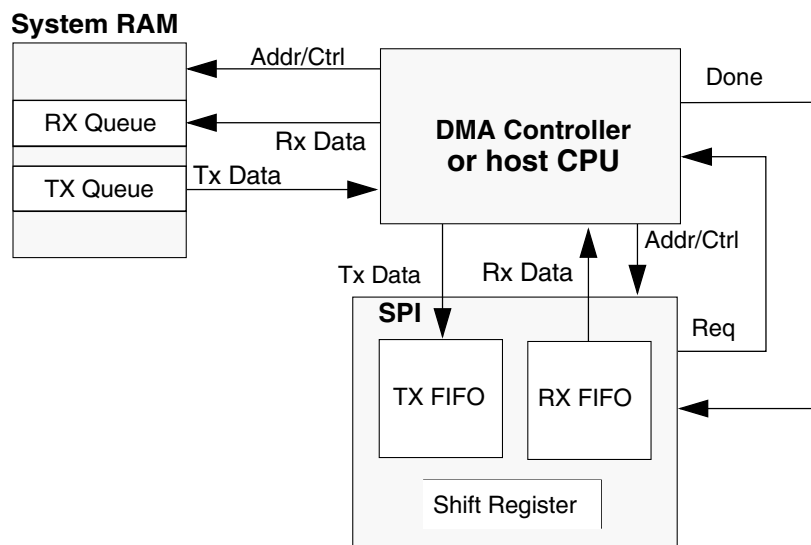 System RAM
Addr/Ctrl
Done
RX Queue
Rx Data
DMA Controller
or host CPU
TX Queue
Tx Data
Addr/Ctrl
Tx Data
Rx Data
SPI
Req
TX FIFO
RX FIFO
Shift Register